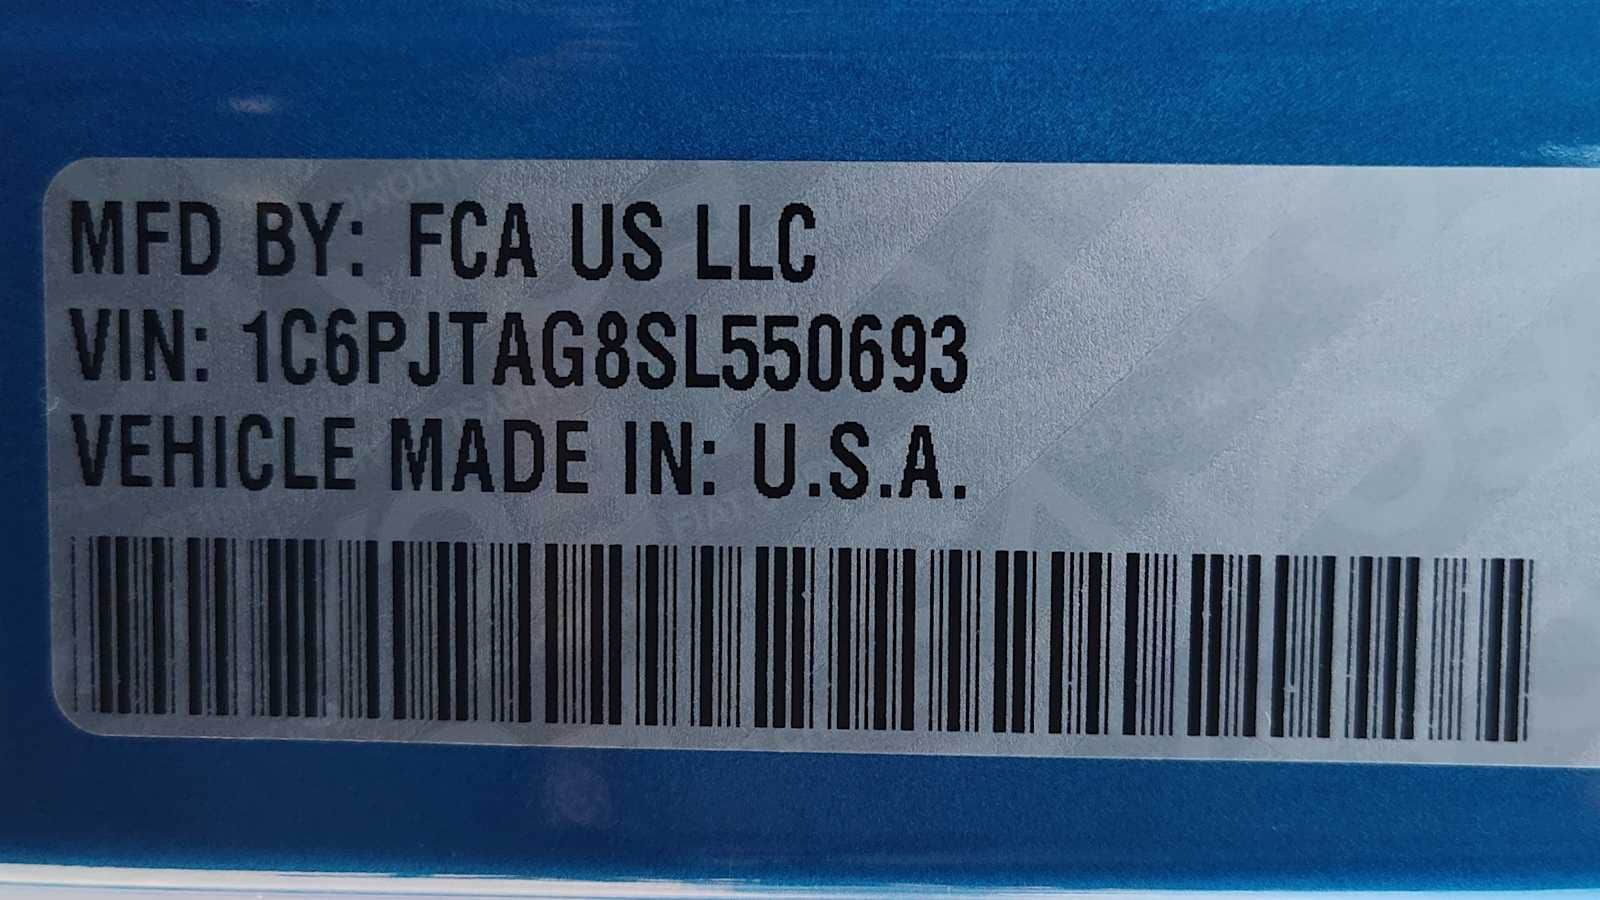 MFD BY: FCA US LLC
VIN: 1C6PJTAG8SL550693
VEHICLE MADE IN: U.S.A.